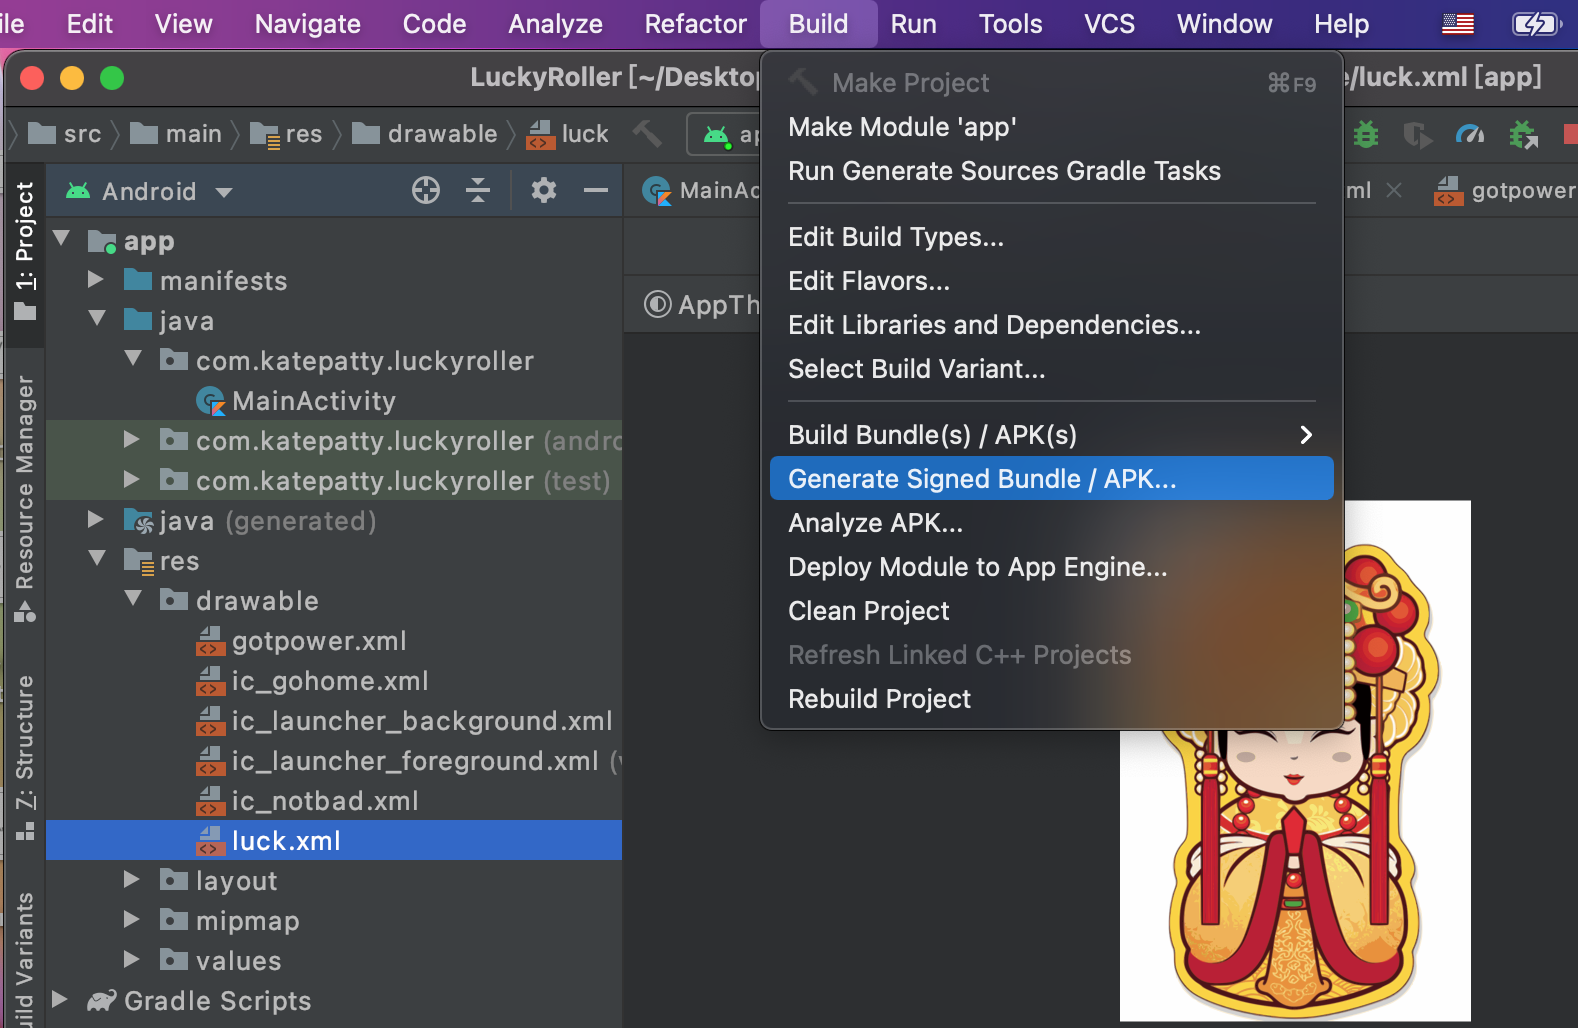 ile Edit View Navigate Code Analyze Refactor Build Run Tools VCS Window Help
LuckyRoller [~/Desktop
e/luck.xml [app]
src main res drawable luck ap
1: Project
Resource Manager
Z: Structure
uild Variants
Android
app
manifests
java
com.katepatty.luckyroller
MainActivity
com.katepatty.luckyroller (andro
com.katepatty.luckyroller (test)
java (generated)
res
drawable
gotpower.xml
ic_gohome.xml
ic_launcher_background.xml
ic_launcher_foreground.xml (v
ic_notbad.xml
luck.xml
layout
mipmap
values
Gradle Scripts
MainAc
ml
gotpower
AppTh
Make Project ⌘F9
Make Module 'app'
Run Generate Sources Gradle Tasks
Edit Build Types...
Edit Flavors...
Edit Libraries and Dependencies...
Select Build Variant...
Build Bundle(s) / APK(s)
Generate Signed Bundle / APK...
Analyze APK...
Deploy Module to App Engine...
Clean Project
Refresh Linked C++ Projects
Rebuild Project